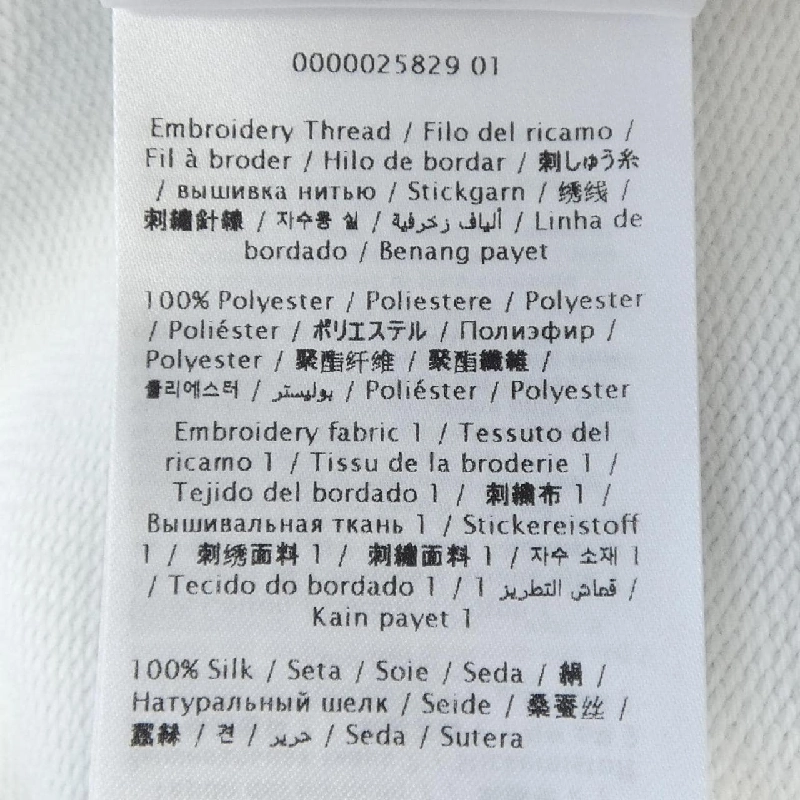 0000025829 01
Embroidery Thread / Filo del ricamo /
Fil à broder / Hilo de bordar / 刺しゅう糸
/ вышивка нитью / Stickgarn / 绣线 /
刺繡針線 / 자수용 실 / ألياف زخرفية / Linha de
bordado / Benang payet
100% Polyester / Poliestere / Polyester
/ Poliéster / ポリエステル / Полиэфир /
Polyester / 聚酯纤维 / 聚酯纖維 /
폴리에스터 / بوليستر / Poliéster / Polyester
Embroidery fabric 1 / Tessuto del
ricamo 1 / Tissu de la broderie 1 /
Tejido del bordado 1 / 刺繍布 1 /
Вышивальная ткань 1 / Stickereistoff
1 / 刺绣面料 1 / 刺繡面料 1 / 자수 소재 1
/ Tecido do bordado 1 / قماش التطريز 1 /
Kain payet 1
100% Silk / Seta / Soie / Seda / 絹 /
Натуральный шелк / Seide / 桑蚕丝 /
蠶絲 / 견 / حرير / Seda / Sutera